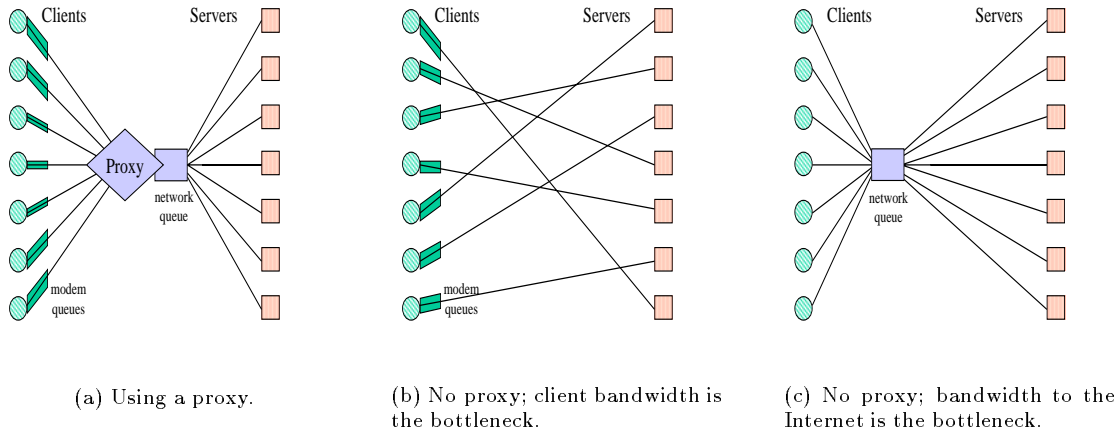 Clients Servers
Proxy
network
queue
modem
queues
(a) Using a proxy.
Clients Servers
modem
queues
(b) No proxy; client bandwidth is
the bottleneck.
Clients Servers
network
queue
(c) No proxy; bandwidth to the
Internet is the bottleneck.